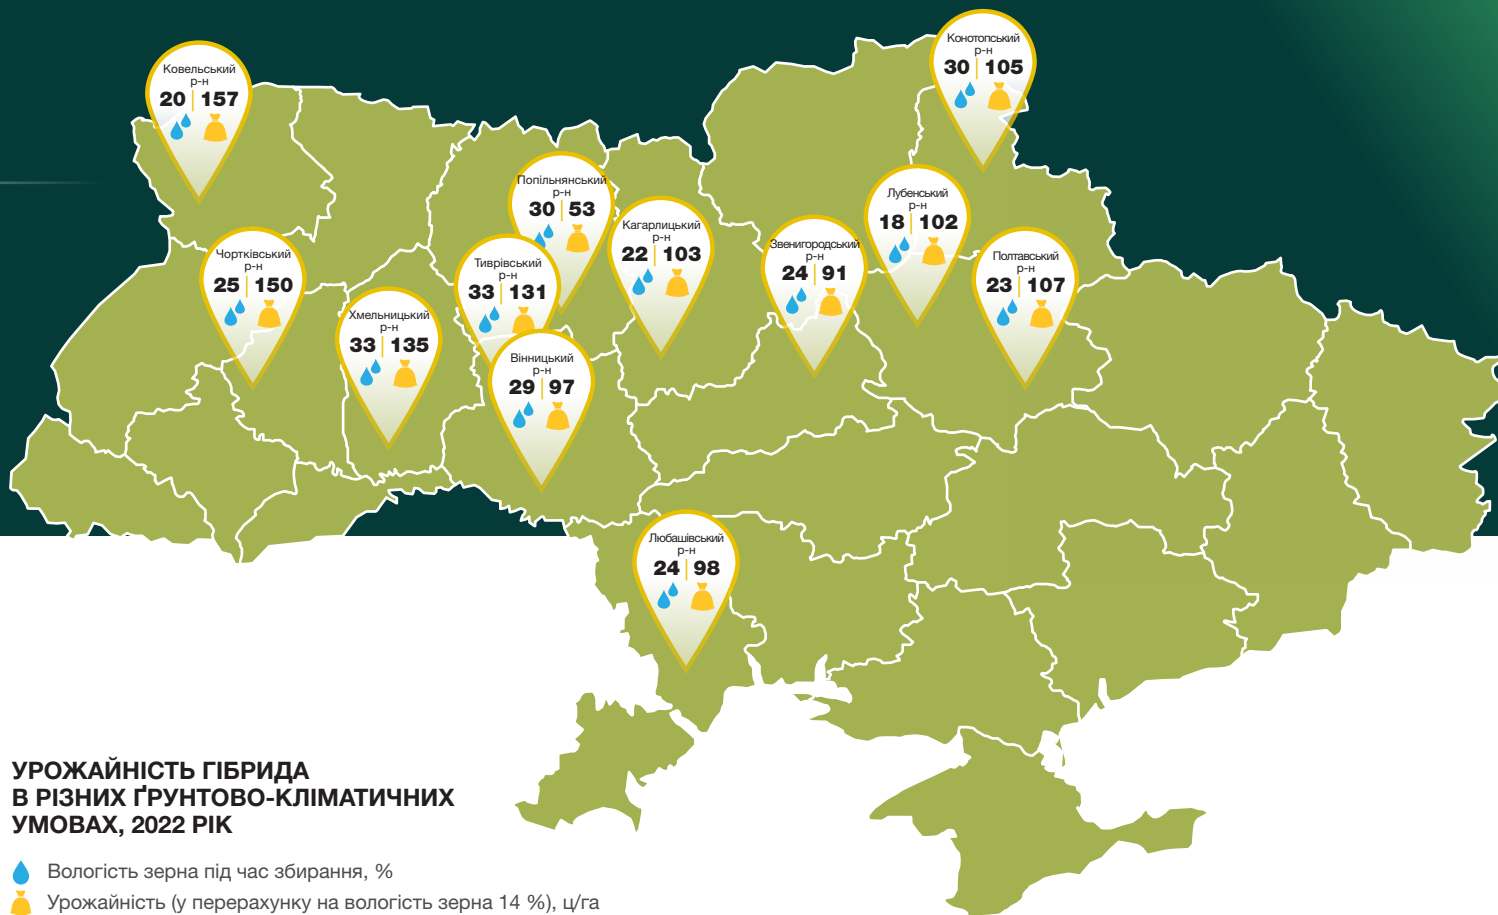 Ковельський
р-н
20 157
Конотопський
р-н
30 105
Попільнянський
р-н
30 53
Лубенський
р-н
18 102
Кагарлицький
р-н
22 103
Звенигородський
р-н
24 91
Чортківський
р-н
25 150
Тиврівський
р-н
33 131
Полтавський
р-н
23 107
Хмельницький
р-н
33 135
Вінницький
р-н
29 97
Любашівський
р-н
24 98
УРОЖАЙНІСТЬ ГІБРИДА
В РІЗНИХ ҐРУНТОВО-КЛІМАТИЧНИХ
УМОВАХ, 2022 РІК
Вологість зерна під час збирання, %
Урожайність (у перерахунку на вологість зерна 14 %), ц/га